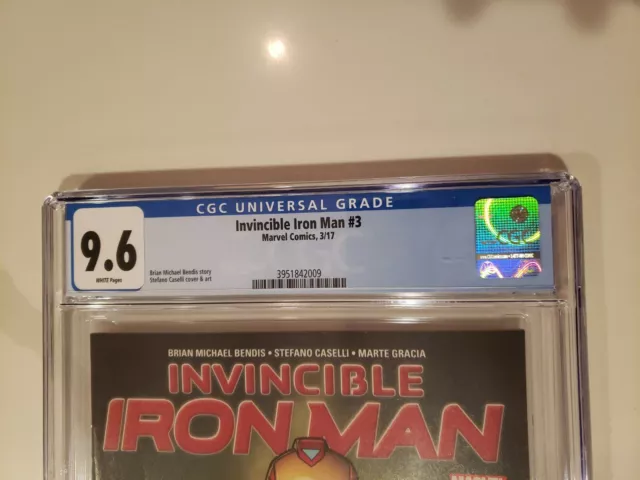 CGC UNIVERSAL GRADE
9.6
WHITE Pages
Invincible Iron Man #3
Marvel Comics, 3/17
Brian Michael Bendis story
Stefano Caselli cover & art
3951842009
CGC
BRIAN MICHAEL BENDIS • STEFANO CASELLI • MARTE GRACIA
INVINCIBLE
IRON MAN
MARVEL